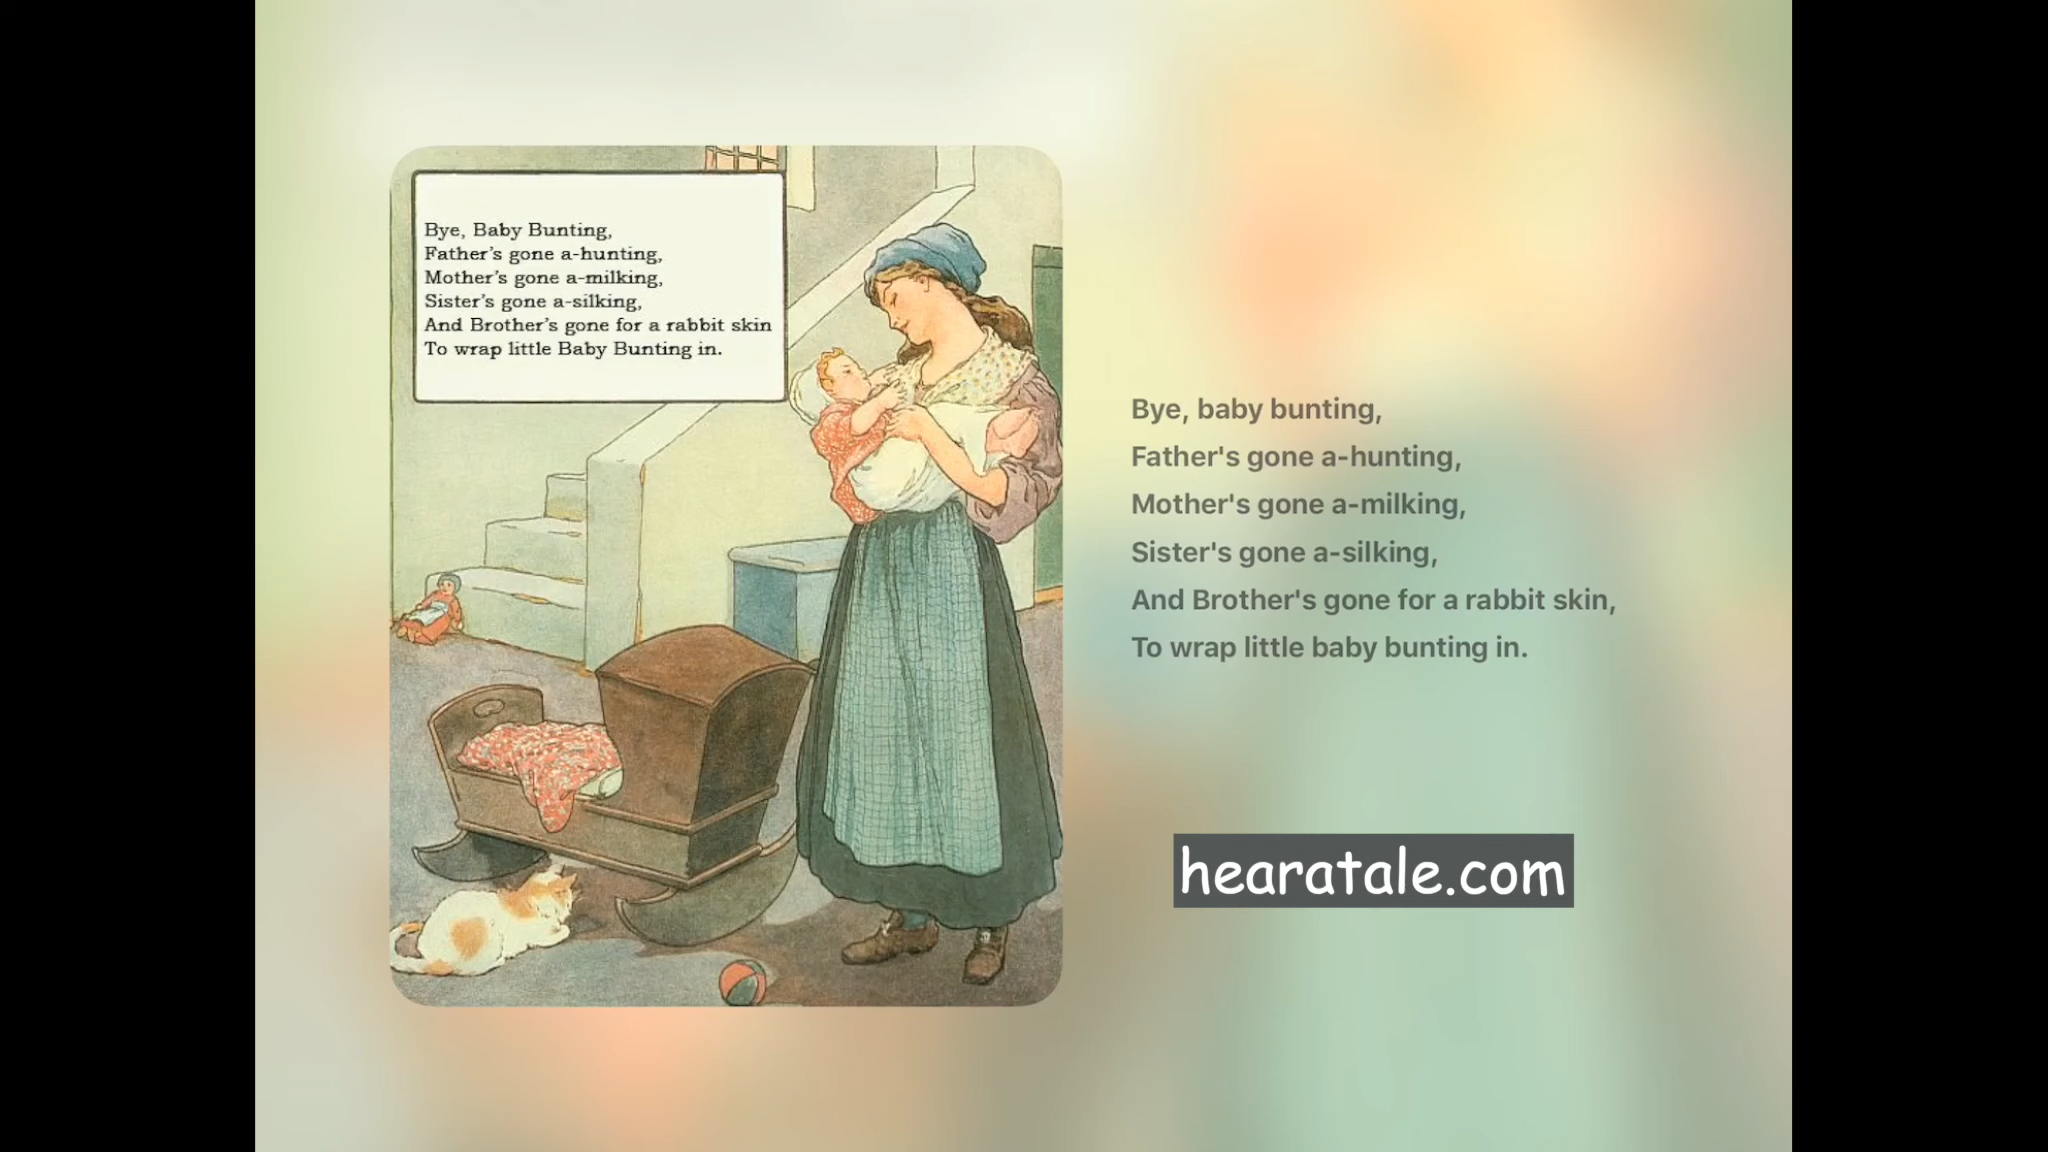 Bye, Baby Bunting,
Father's gone a-hunting,
Mother's gone a-milking,
Sister's gone a-silking,
And Brother's gone for a rabbit skin
To wrap little Baby Bunting in.
Bye, baby bunting,
Father's gone a-hunting,
Mother's gone a-milking,
Sister's gone a-silking,
And Brother's gone for a rabbit skin,
To wrap little baby bunting in.
hearatale.com